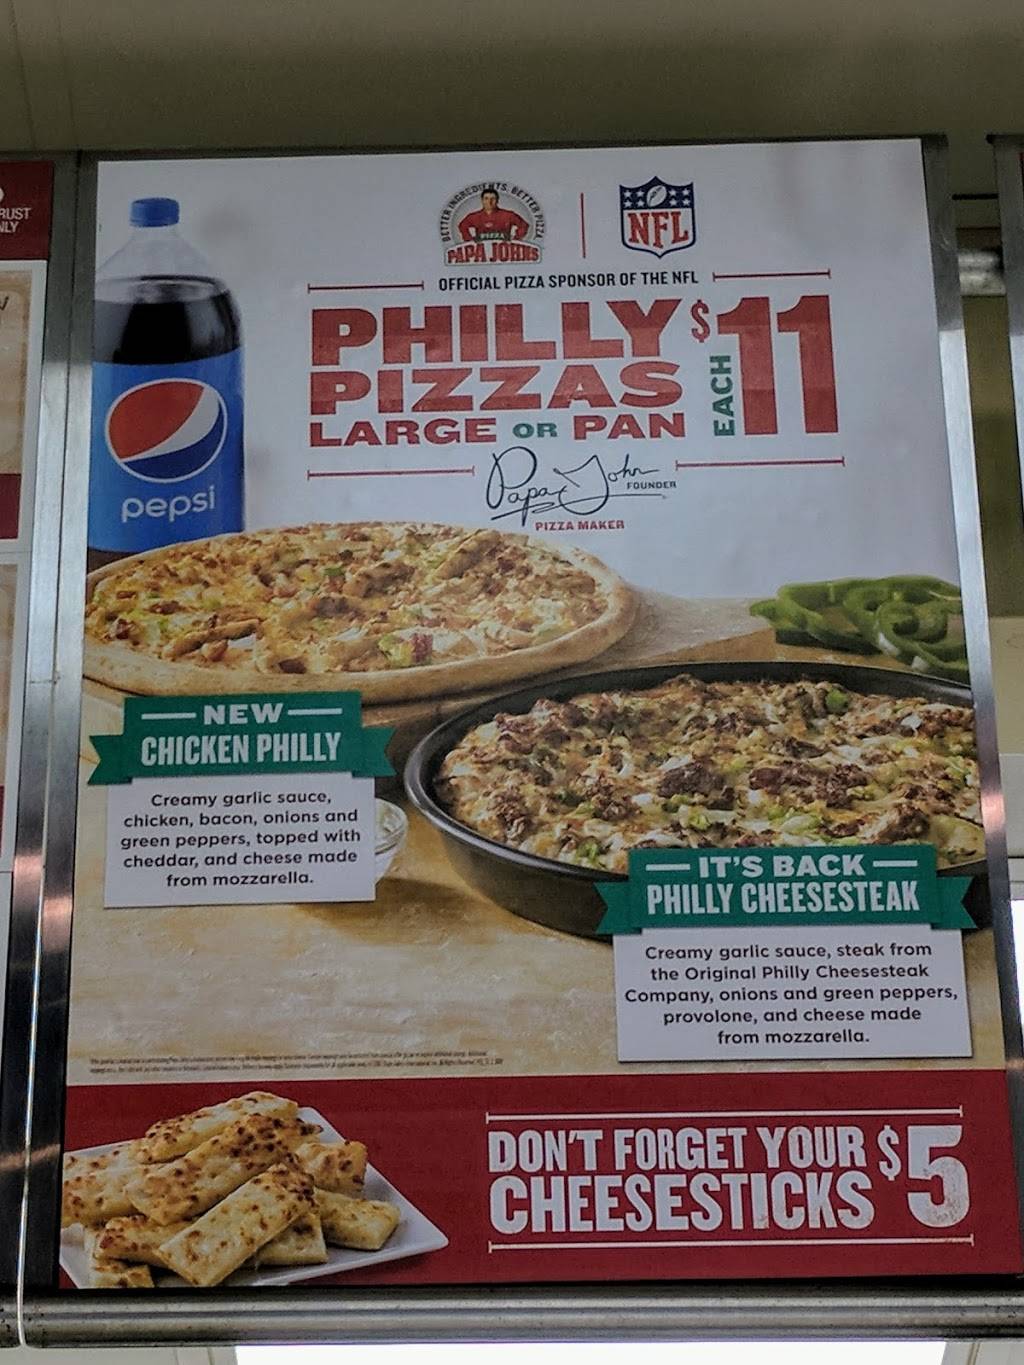 RUST
NLY
BETTER INGREDIENTS. BETTER PIZZA.
PIZZA
PAPA JOHN'S
NFL
OFFICIAL PIZZA SPONSOR OF THE NFL
PHILLY
PIZZAS
LARGE OR PAN
$11
EACH
Papa John
FOUNDER
PIZZA MAKER
pepsi
NEW
CHICKEN PHILLY
Creamy garlic sauce,
chicken, bacon, onions and
green peppers, topped with
cheddar, and cheese made
from mozzarella.
IT'S BACK
PHILLY CHEESESTEAK
Creamy garlic sauce, steak from
the Original Philly Cheesesteak
Company, onions and green peppers,
provolone, and cheese made
from mozzarella.
DON'T FORGET YOUR
CHEESESTICKS
$5